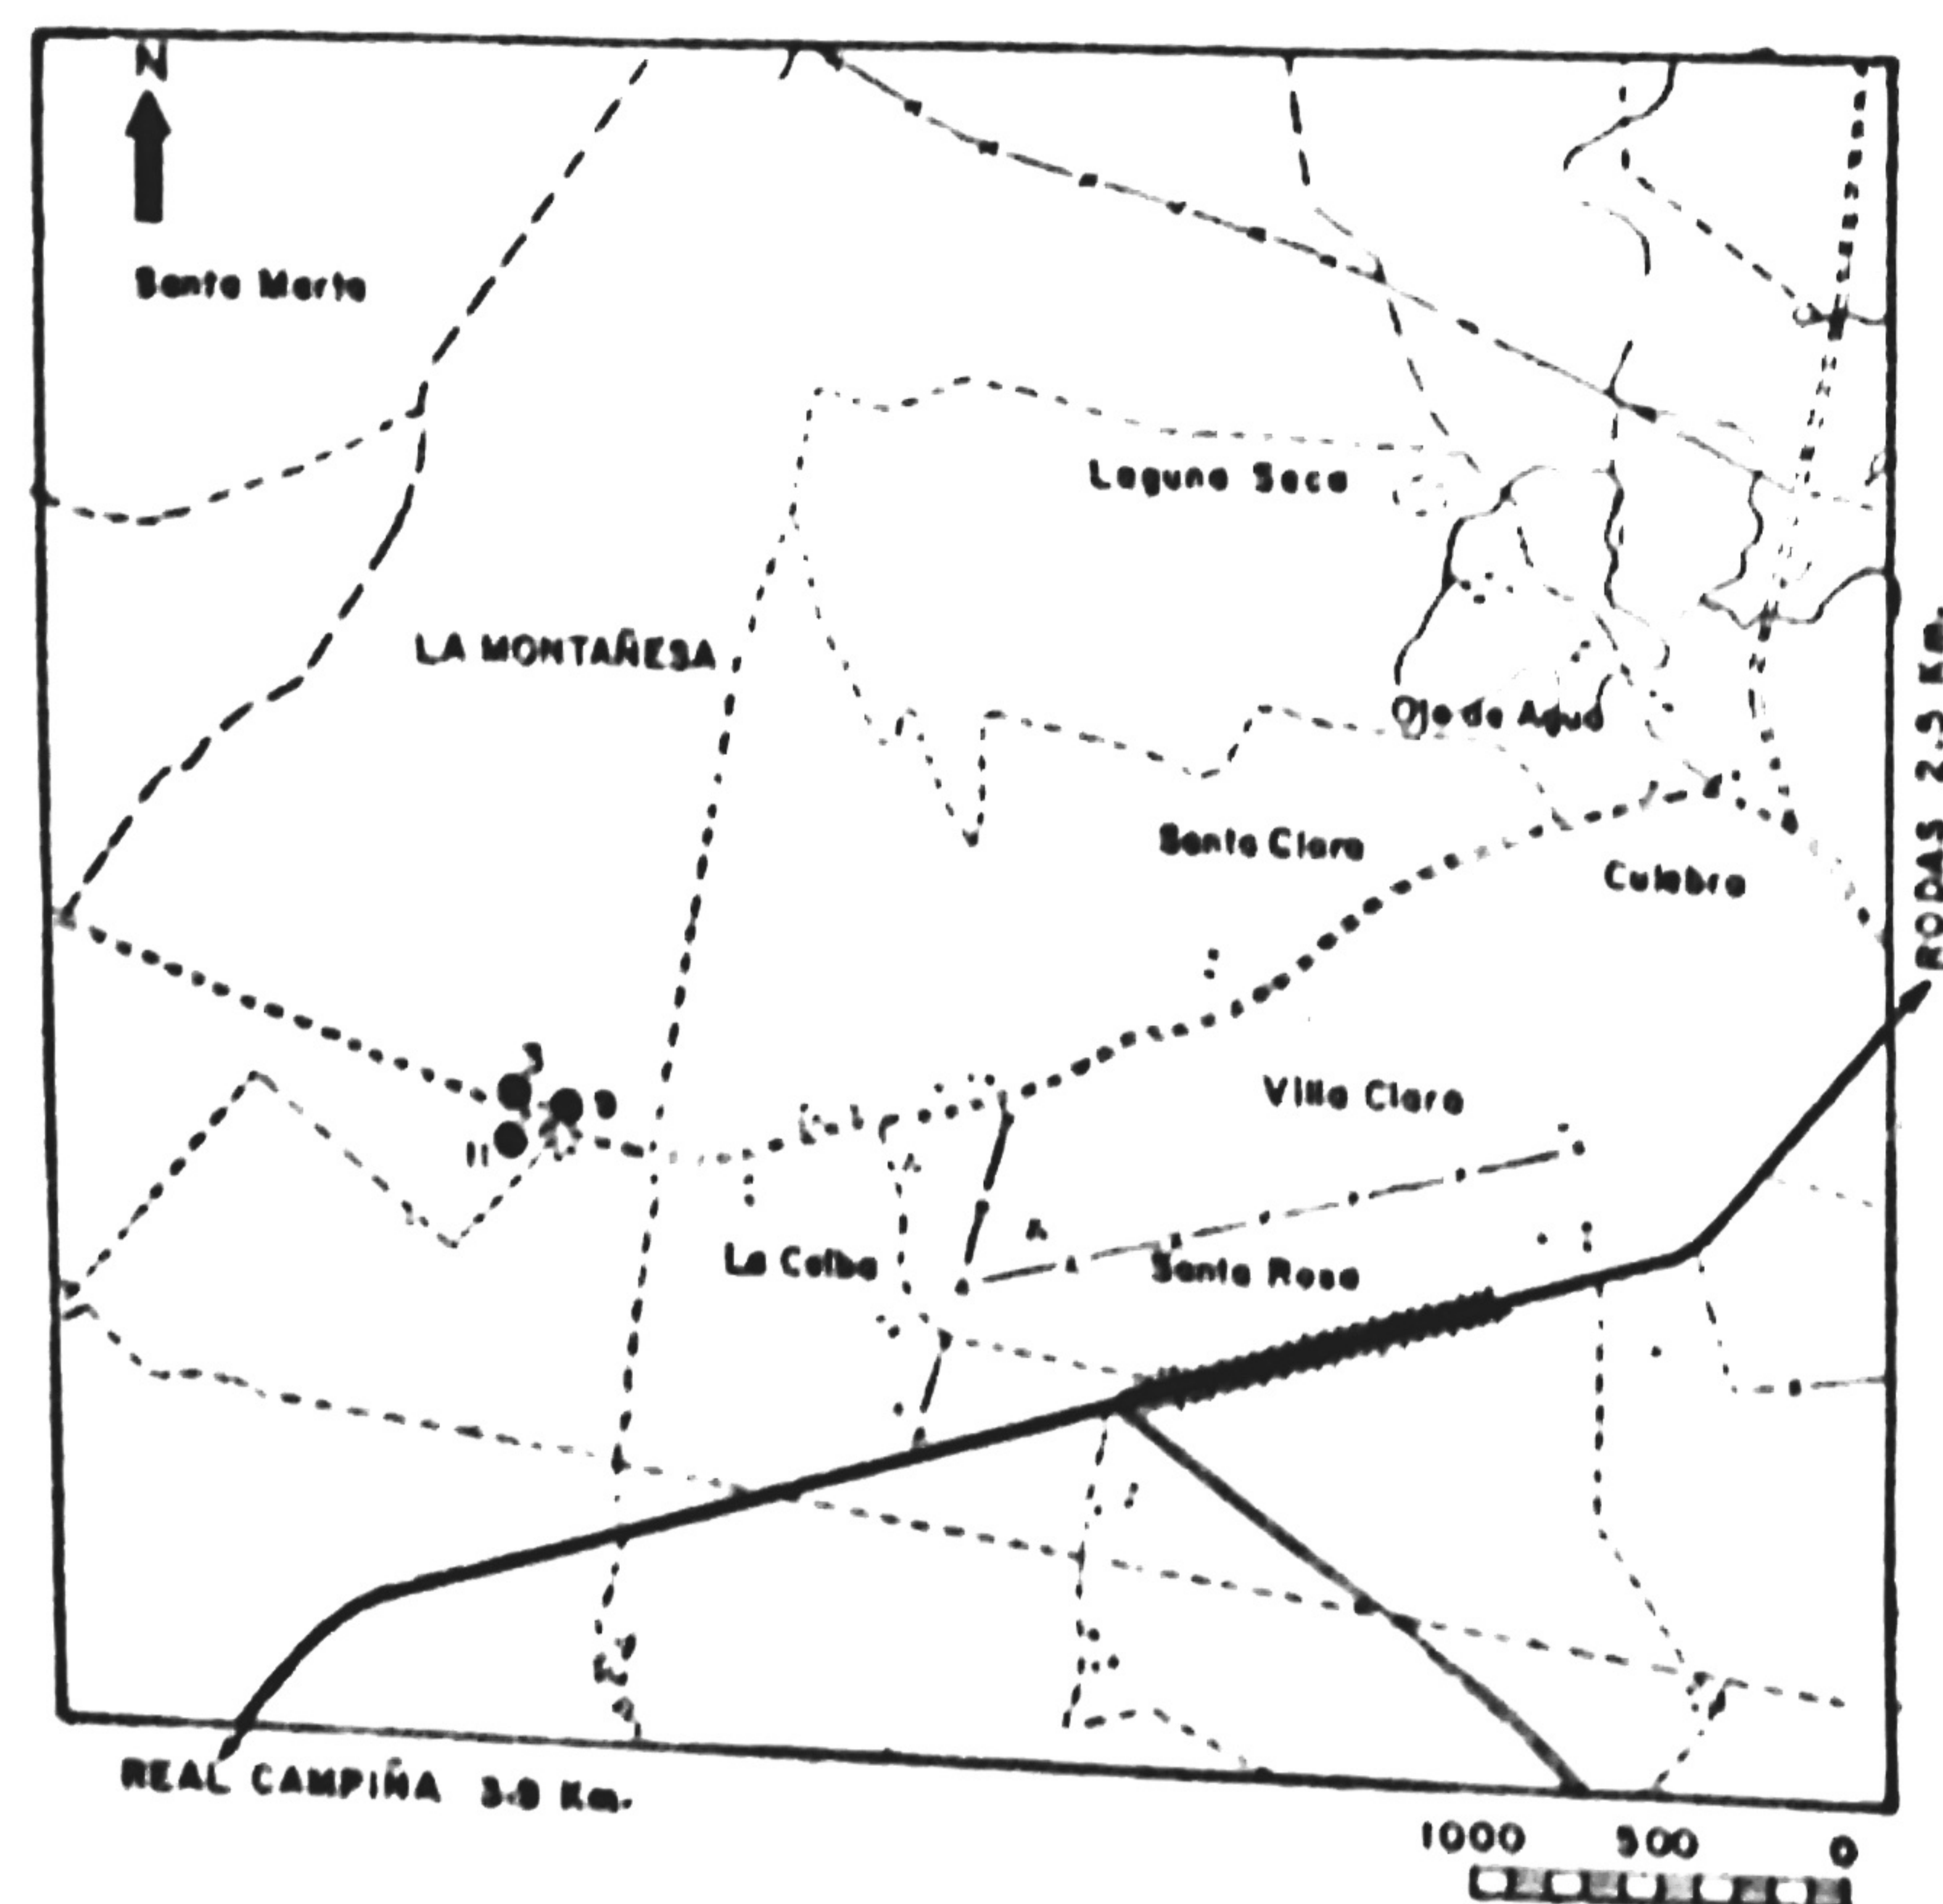 N
Santa Marta
Laguna Seca
LA MONTAÑESA
Ojo de Agua
Santa Clara
Culebra
RODAS 2.5 Km.
3
9
11
Villa Clara
La Ceiba
Santa Rosa
REAL CAMPIÑA 3.9 Km.
1000 500 0